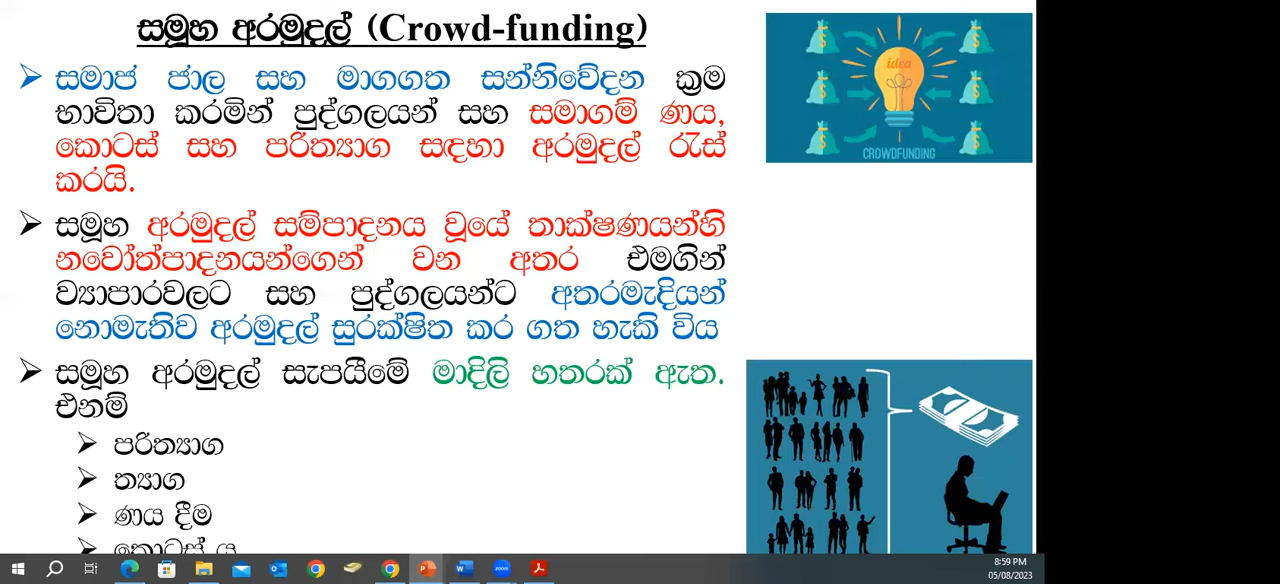 සමූහ අරමුදල් (Crowd-funding)
සමාජ ජාල සහ මාගගත සන්නිවේදන ක්‍රම
භාවිතා කරමින් පුද්ගලයන් සහ සමාගම් ණය,
කොටස් සහ පරිත්‍යාග සඳහා අරමුදල් රැස්
කරයි.
සමූහ අරමුදල් සම්පාදනය වූයේ තාක්ෂණයන්හි
නවෝත්පාදනයන්ගෙන් වන අතර එමගින්
ව්‍යාපාරවලට සහ පුද්ගලයන්ට අතරමැදියන්
නොමැතිව අරමුදල් සුරක්ෂිත කර ගත හැකි විය
සමූහ අරමුදල් සැපයීමේ මාදිලි හතරක් ඇත.
එනම්
පරිත්‍යාග
ත්‍යාග
ණය දීම
කොටස් ය
idea
CROWDFUNDING
8:59 PM
05/08/2023